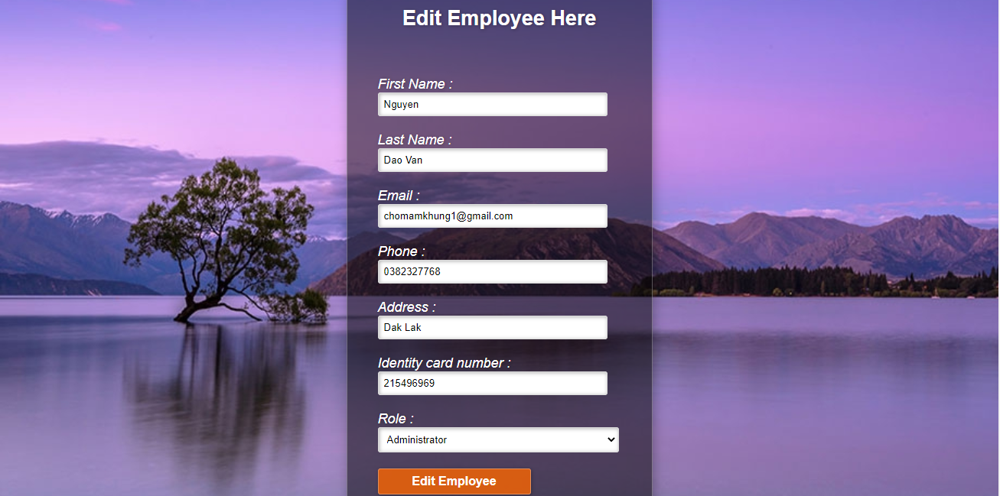 Edit Employee Here
First Name :
Nguyen
Last Name :
Dao Van
Email :
chomamkhung1@gmail.com
Phone :
0382327768
Address :
Dak Lak
Identity card number :
215496969
Role :
Administrator
Edit Employee